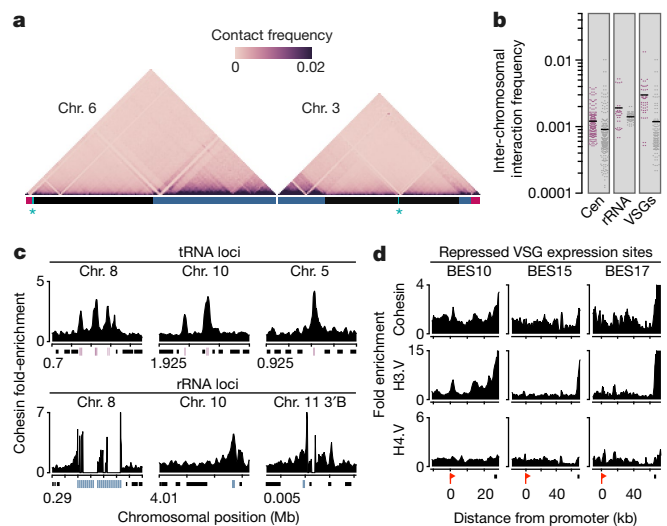 a
Contact frequency
0 0.02
Chr. 6
Chr. 3
*
*
b
Inter-chromosomal
interaction frequency
0.01
0.001
0.0001
Cen
rRNA
VSGs
c
tRNA loci
Chr. 8 Chr. 10 Chr. 5
Cohesin fold-enrichment
5
0
0.7 1.925 0.925
rRNA loci
Chr. 8 Chr. 10 Chr. 11 3′B
7
0
0.29 4.01 0.005
Chromosomal position (Mb)
d
Repressed VSG expression sites
BES10 BES15 BES17
Fold enrichment
Cohesin
4
0
H3.V
15
0
H4.V
4
0
0 20 0 40 0 40
Distance from promoter (kb)